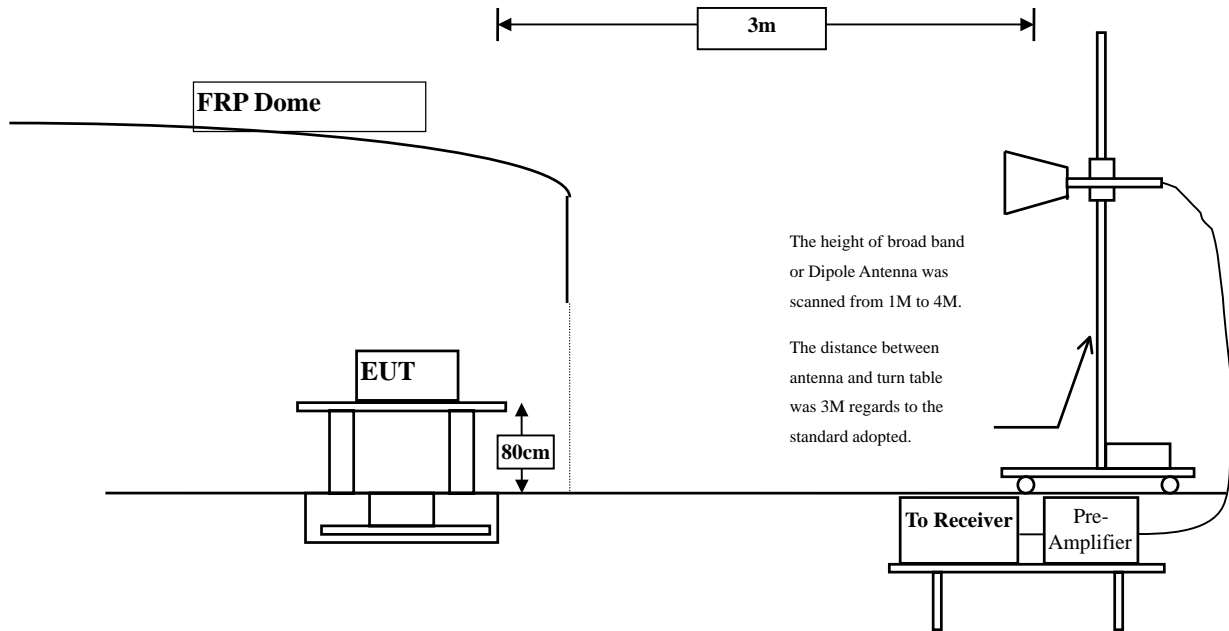 3m
FRP Dome
The height of broad band
or Dipole Antenna was
scanned from 1M to 4M.
The distance between
antenna and turn table
was 3M regards to the
standard adopted.
EUT
80cm
To Receiver
Pre-
Amplifier